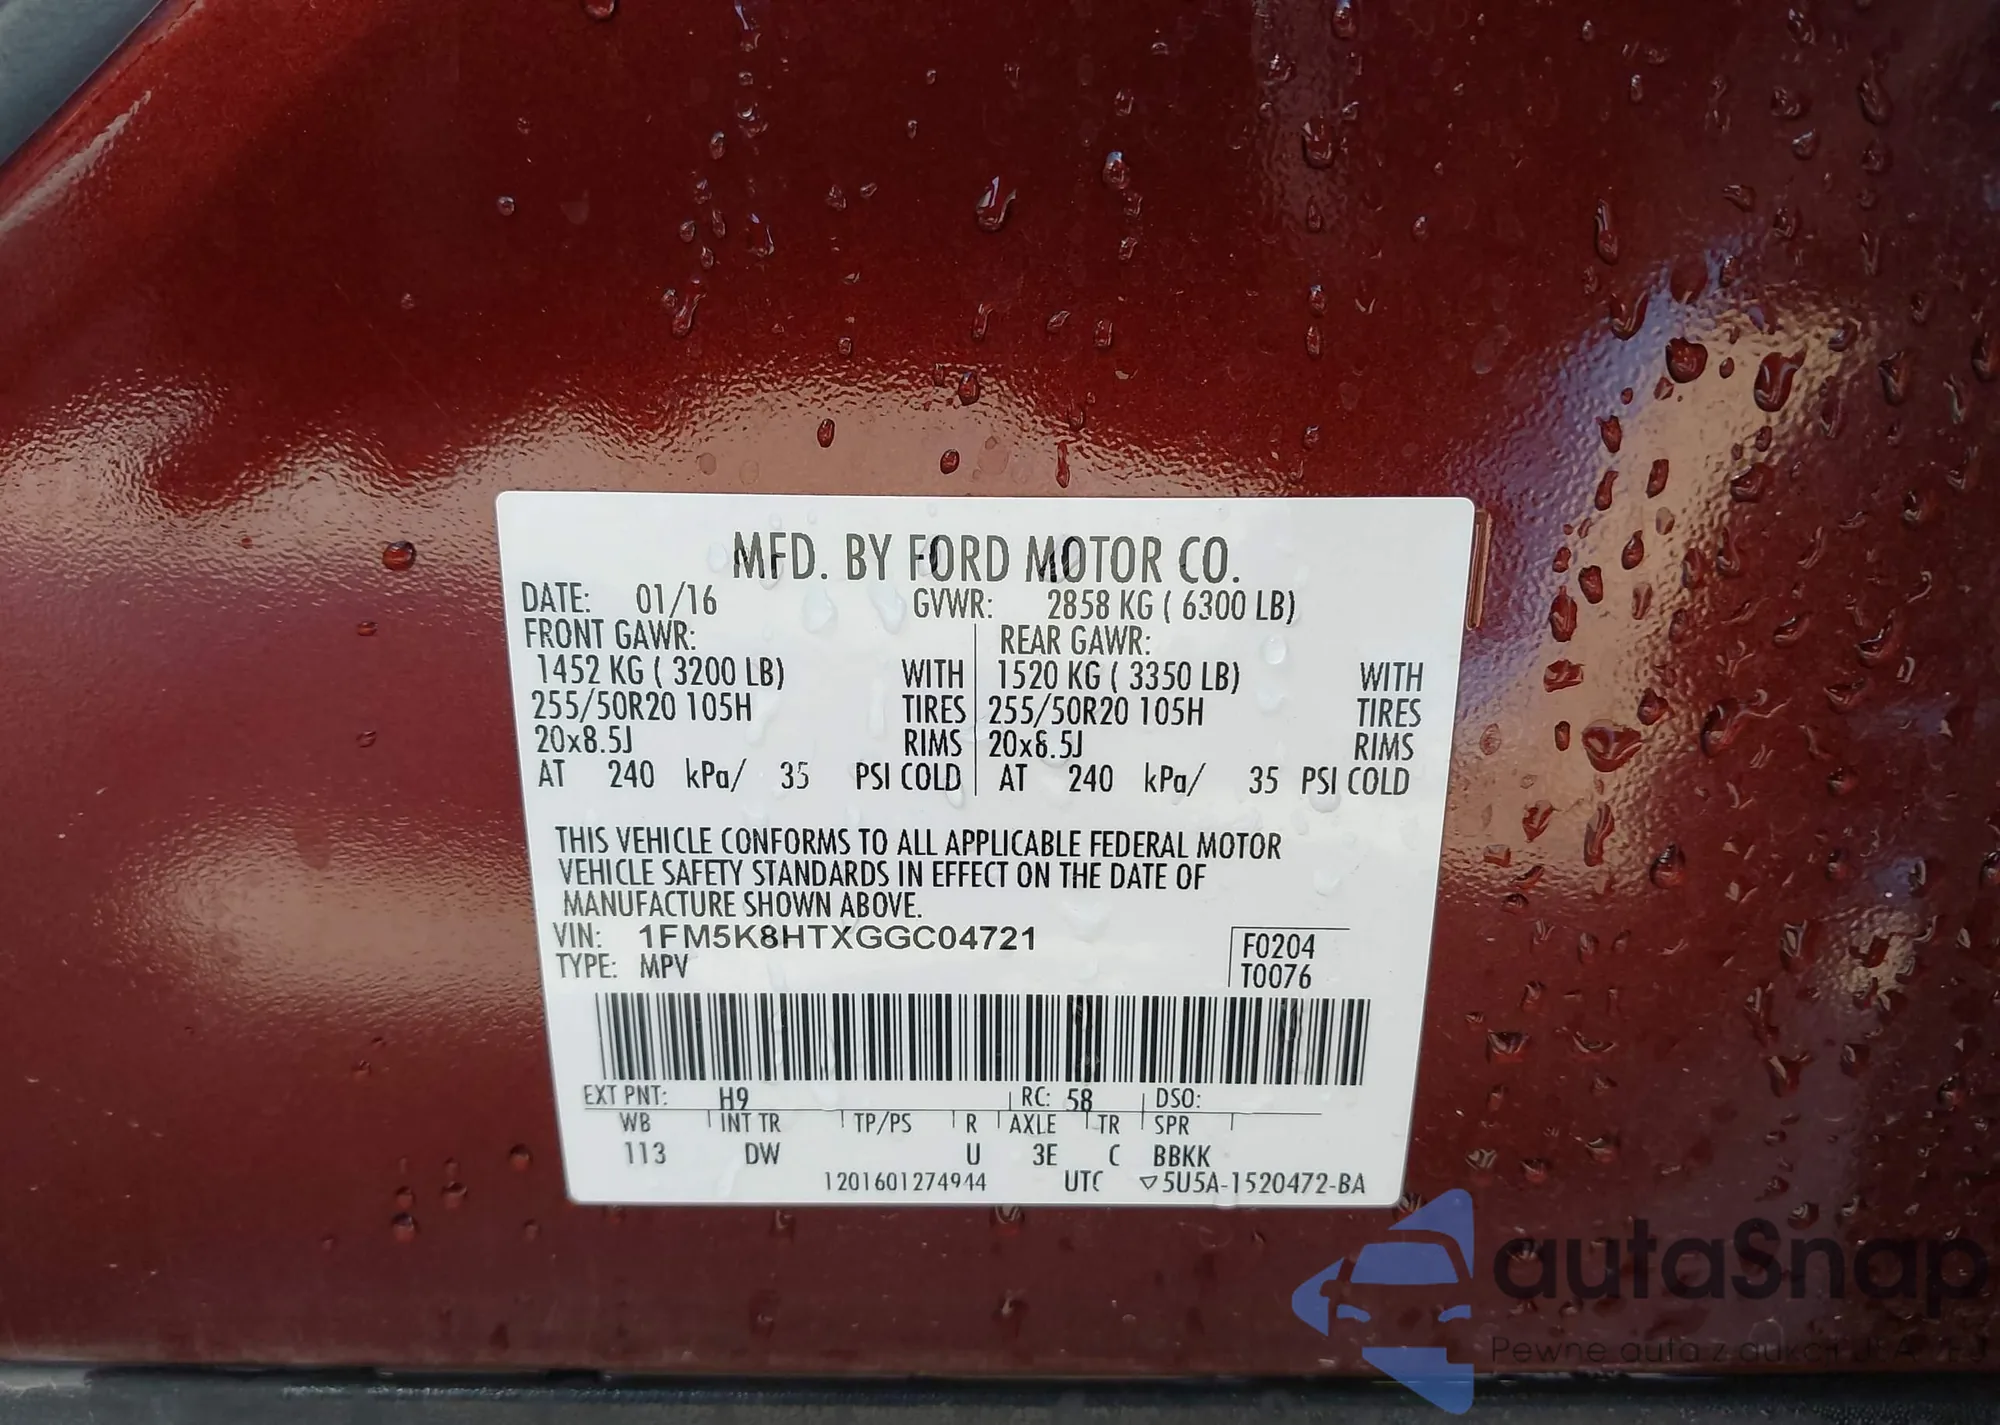 MFD. BY FORD MOTOR CO.
DATE: 01/16 GVWR: 2858 KG ( 6300 LB)
FRONT GAWR: REAR GAWR:
1452 KG ( 3200 LB) WITH 1520 KG ( 3350 LB) WITH
255/50R20 105H TIRES 255/50R20 105H TIRES
20x8.5J RIMS 20x8.5J RIMS
AT 240 kPa/ 35 PSI COLD AT 240 kPa/ 35 PSI COLD
THIS VEHICLE CONFORMS TO ALL APPLICABLE FEDERAL MOTOR
VEHICLE SAFETY STANDARDS IN EFFECT ON THE DATE OF
MANUFACTURE SHOWN ABOVE.
VIN: 1FM5K8HTXGGC04721 F0204
TYPE: MPV T0076
EXT PNT: H9 RC: 58 DSO:
WB INT TR TP/PS R AXLE TR SPR
113 DW U 3E C BBKK
1201601274944 UTC ▽5U5A-1520472-BA
autaSnap
Pewne auta z aukcji